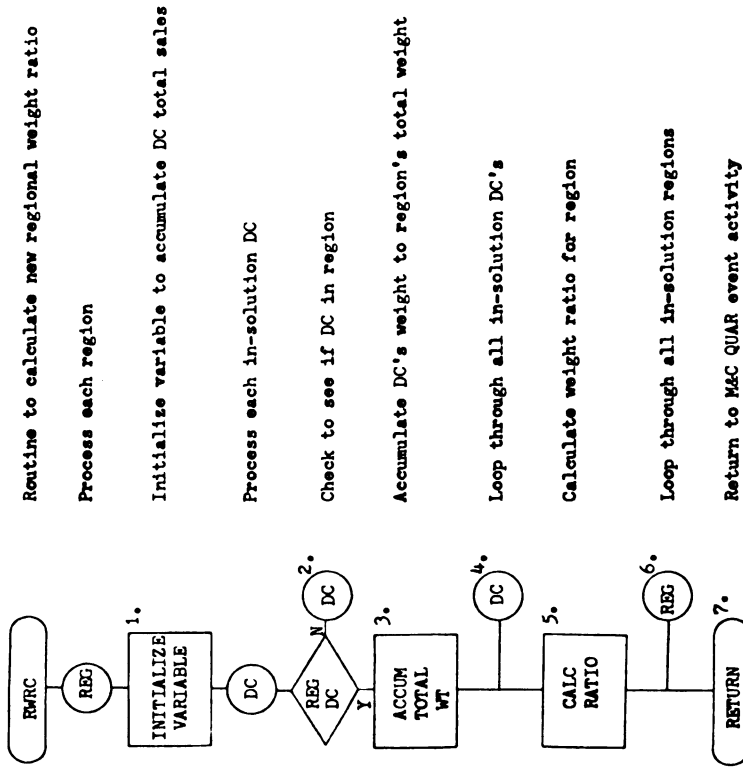 RWRC
Routine to calculate new regional weight ratio
REG
Process each region
1.
INITIALIZE
VARIABLE
Initialize variable to accumulate DC total sales
DC
Process each in-solution DC
2.
REG
DC
N
DC
Y
Check to see if DC in region
3.
ACCUM
TOTAL
WT
Accumulate DC's weight to region's total weight
4.
DC
Loop through all in-solution DC's
5.
CALC
RATIO
Calculate weight ratio for region
6.
REG
Loop through all in-solution regions
7.
RETURN
Return to M&C QUAR event activity